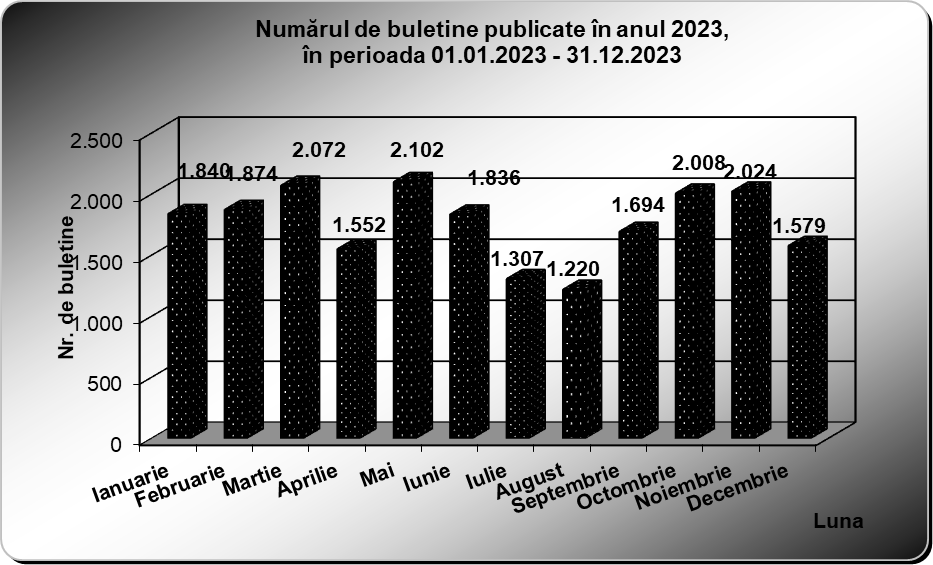 Numărul de buletine publicate în anul 2023,
în perioada 01.01.2023 - 31.12.2023
Nr. de buletine
2.500
2.000
1.500
1.000
500
0
1.840
1.874
2.072
1.552
2.102
1.836
1.307
1.220
1.694
2.008
2.024
1.579
Ianuarie
Februarie
Martie
Aprilie
Mai
Iunie
Iulie
August
Septembrie
Octombrie
Noiembrie
Decembrie
Luna